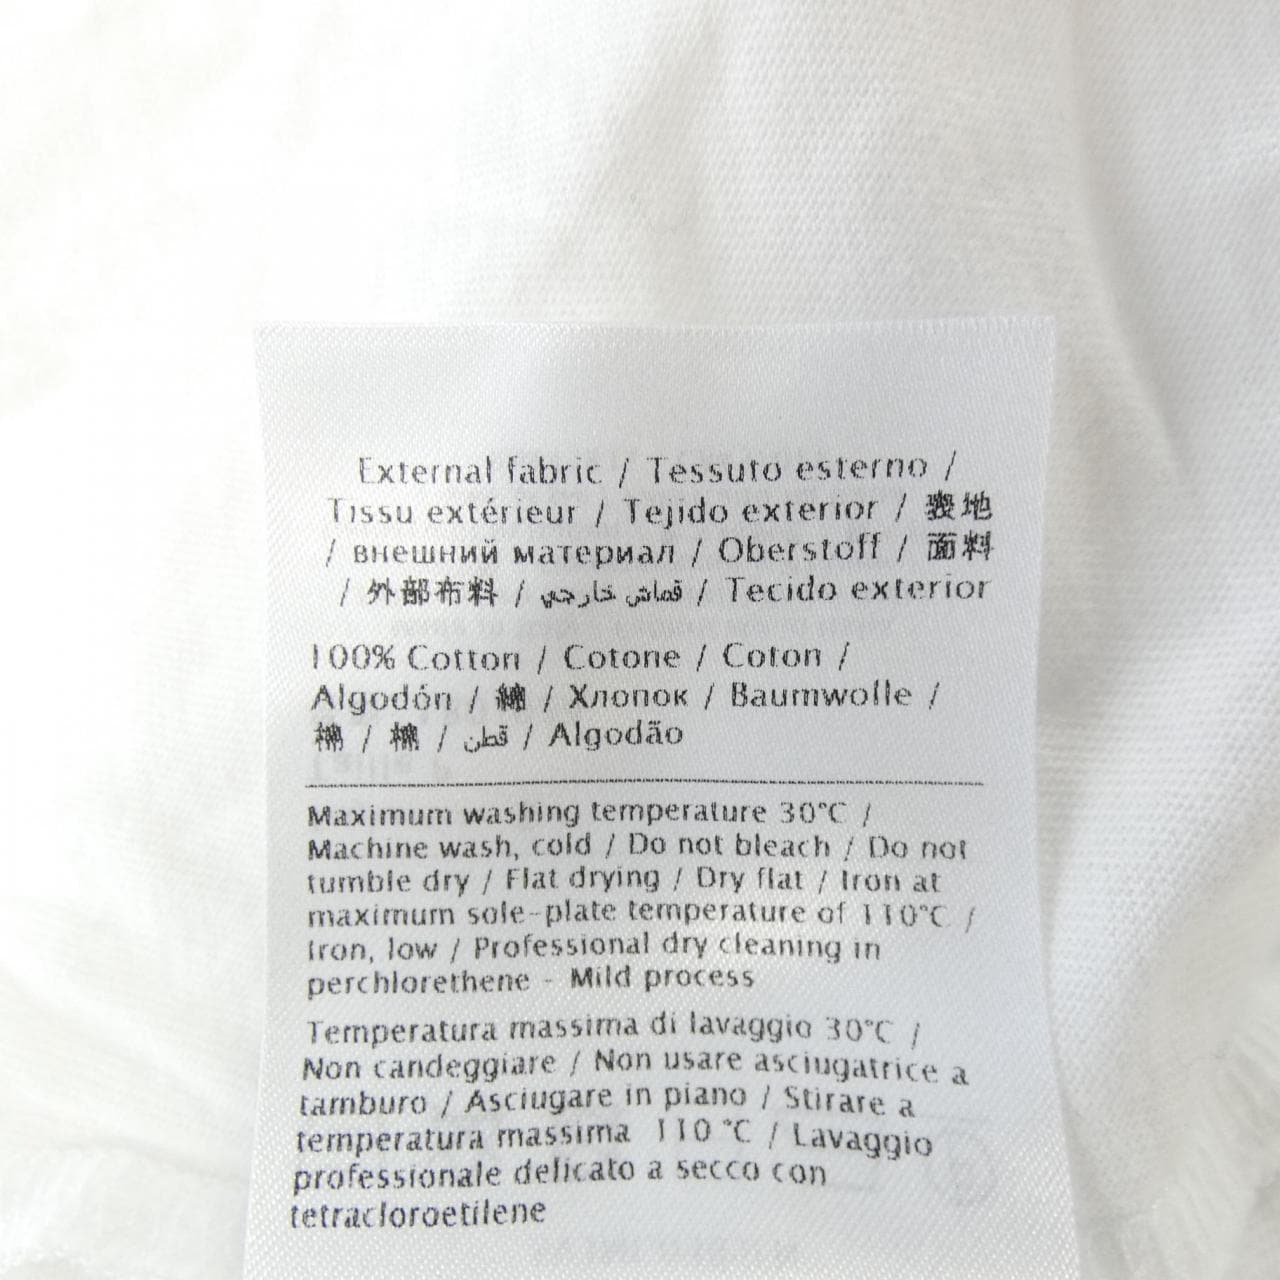 External fabric / Tessuto esterno /
Tissu extérieur / Tejido exterior / 表地
/ внешний материал / Oberstoff / 面料
/ 外部布料 / قماش خارجي / Tecido exterior
100% Cotton / Cotone / Coton /
Algodón / 綿 / Хлопок / Baumwolle /
棉 / 棉 / قطن / Algodão
Maximum washing temperature 30°C /
Machine wash, cold / Do not bleach / Do not
tumble dry / Flat drying / Dry flat / Iron at
maximum sole-plate temperature of 110°C /
Iron, low / Professional dry cleaning in
perchlorethene - Mild process
Temperatura massima di lavaggio 30°C /
Non candeggiare / Non usare asciugatrice a
tamburo / Asciugare in piano / Stirare a
temperatura massima 110 °C / Lavaggio
professionale delicato a secco con
tetracloroetilene